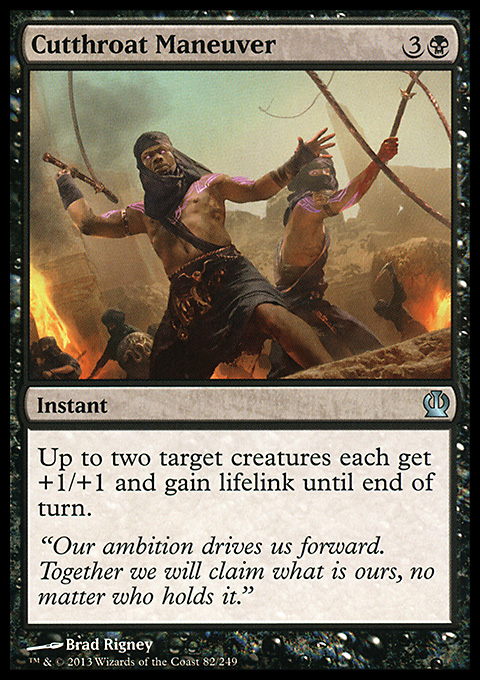 Cutthroat Maneuver 3
Instant
Up to two target creatures each get
+1/+1 and gain lifelink until end of
turn.
“Our ambition drives us forward.
Together we will claim what is ours, no
matter who holds it.”
Brad Rigney
™ & © 2013 Wizards of the Coast 82/249